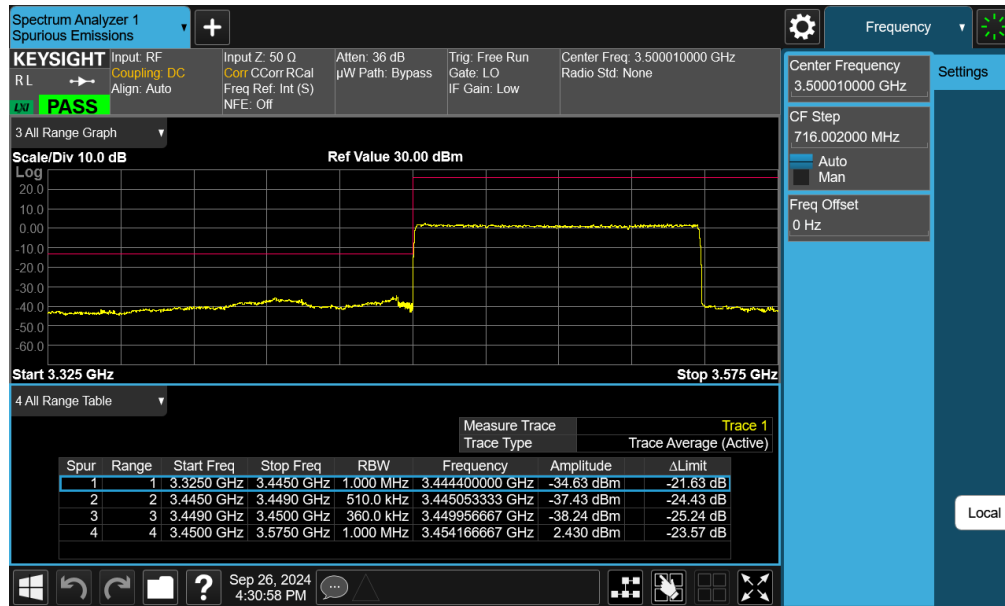 Spectrum Analyzer 1
Spurious Emissions
Frequency
KEYSIGHT
RL
LXI PASS
Input: RF
Coupling: DC
Align: Auto
Input Z: 50 Ω
Corr CCorr RCal
Freq Ref: Int (S)
NFE: Off
Atten: 36 dB
µW Path: Bypass
Trig: Free Run
Gate: LO
IF Gain: Low
Center Freq: 3.500010000 GHz
Radio Std: None
Center Frequency
3.500010000 GHz
CF Step
716.002000 MHz
Auto
Man
Freq Offset
0 Hz
Settings
Local
3 All Range Graph
Scale/Div 10.0 dB
Ref Value 30.00 dBm
Log
20.0
10.0
0.00
-10.0
-20.0
-30.0
-40.0
-50.0
-60.0
Start 3.325 GHz
Stop 3.575 GHz
4 All Range Table
Measure Trace Trace 1
Trace Type Trace Average (Active)
Spur Range Start Freq Stop Freq RBW Frequency Amplitude ΔLimit
1 1 3.3250 GHz 3.4450 GHz 1.000 MHz 3.444400000 GHz -34.63 dBm -21.63 dB
2 2 3.4450 GHz 3.4490 GHz 510.0 kHz 3.445053333 GHz -37.43 dBm -24.43 dB
3 3 3.4490 GHz 3.4500 GHz 360.0 kHz 3.449956667 GHz -38.24 dBm -25.24 dB
4 4 3.4500 GHz 3.5750 GHz 1.000 MHz 3.454166667 GHz 2.430 dBm -23.57 dB
?
Sep 26, 2024
4:30:58 PM